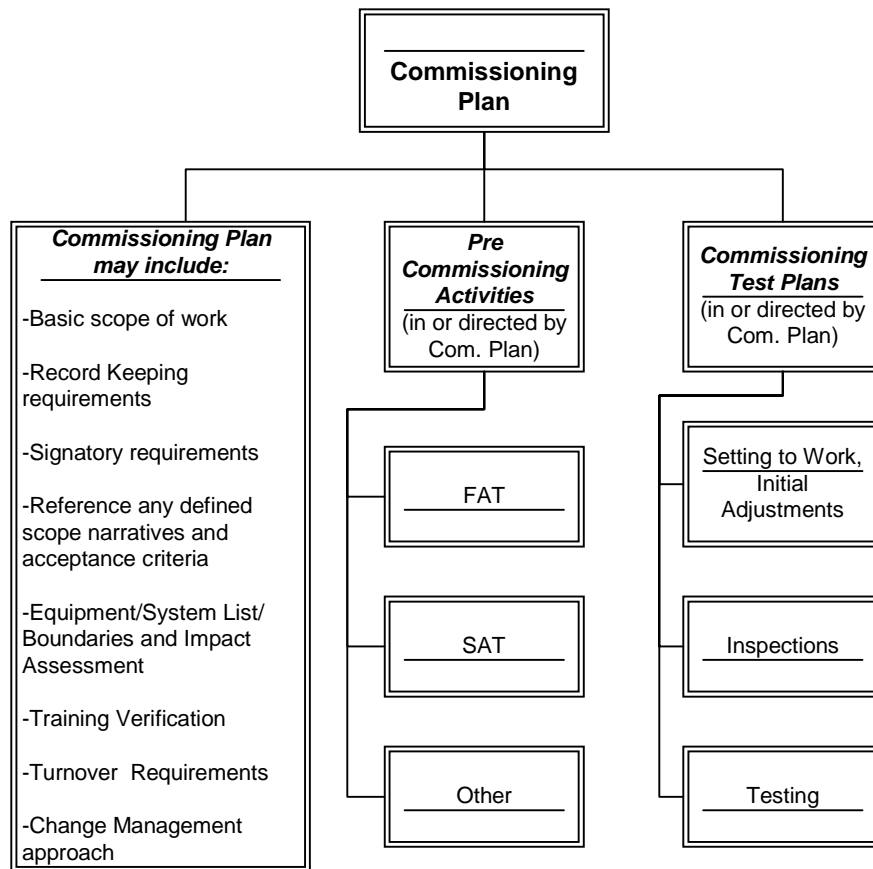 Commissioning
Plan
Commissioning Plan
may include:
-Basic scope of work
-Record Keeping
requirements
-Signatory requirements
-Reference any defined
scope narratives and
acceptance criteria
-Equipment/System List/
Boundaries and Impact
Assessment
-Training Verification
-Turnover Requirements
-Change Management
approach
Pre
Commissioning
Activities
(in or directed by
Com. Plan)
FAT
SAT
Other
Commissioning
Test Plans
(in or directed by
Com. Plan)
Setting to Work,
Initial
Adjustments
Inspections
Testing